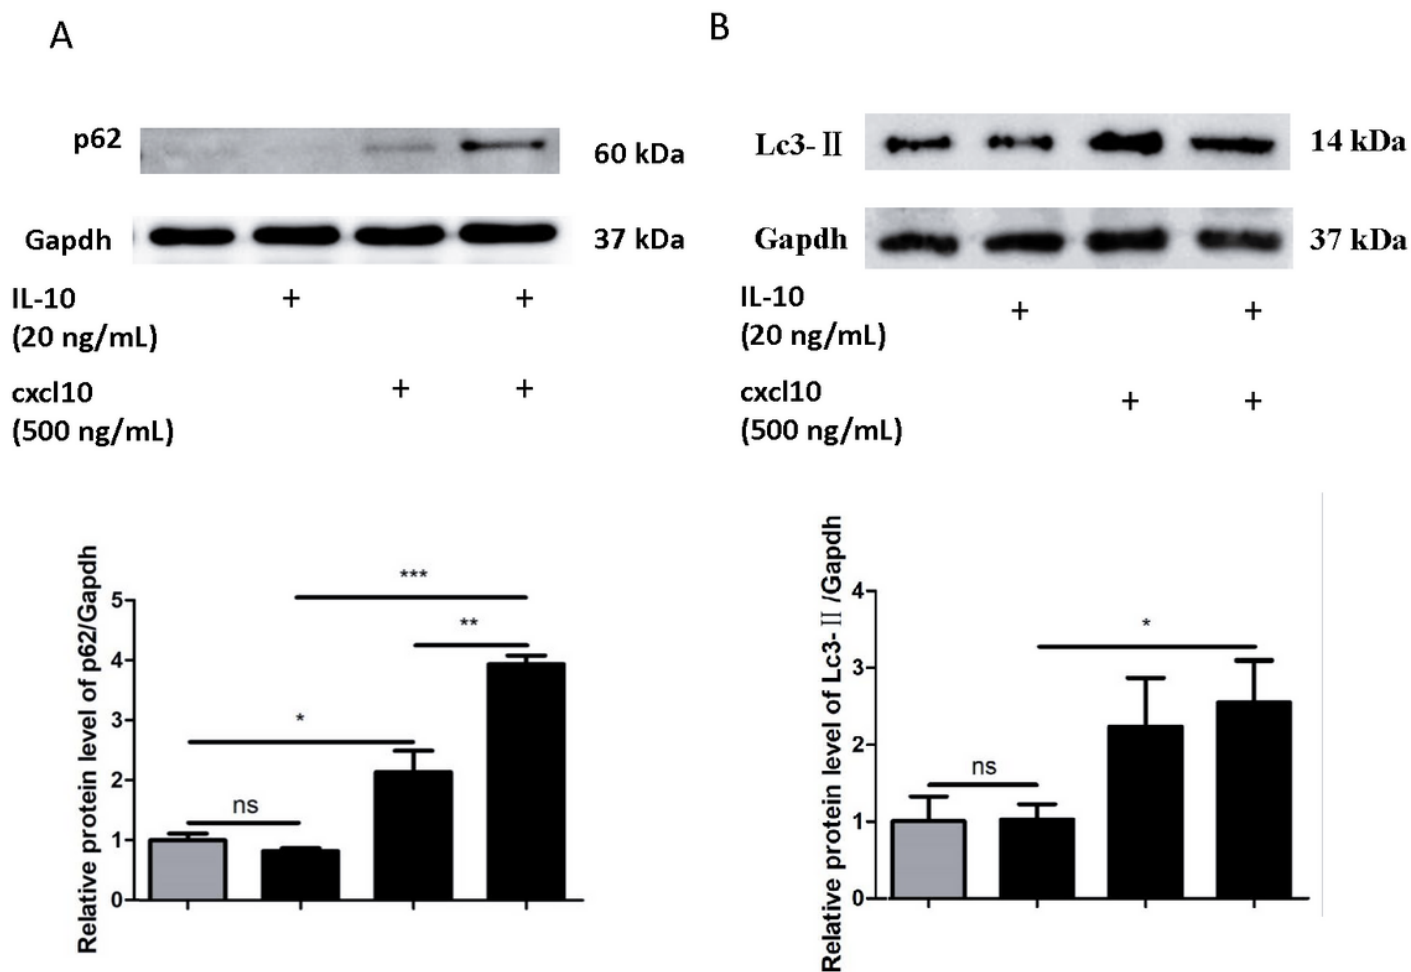 A
p62
60 kDa
Gapdh
37 kDa
IL-10
(20 ng/mL)
+
+
cxcl10
(500 ng/mL)
+
+
Relative protein level of p62/Gapdh
5
4
3
2
1
0
***
**
*
ns
B
Lc3-Ⅱ
14 kDa
Gapdh
37 kDa
IL-10
(20 ng/mL)
+
+
cxcl10
(500 ng/mL)
+
+
Relative protein level of Lc3-Ⅱ/Gapdh
4
3
2
1
0
*
ns